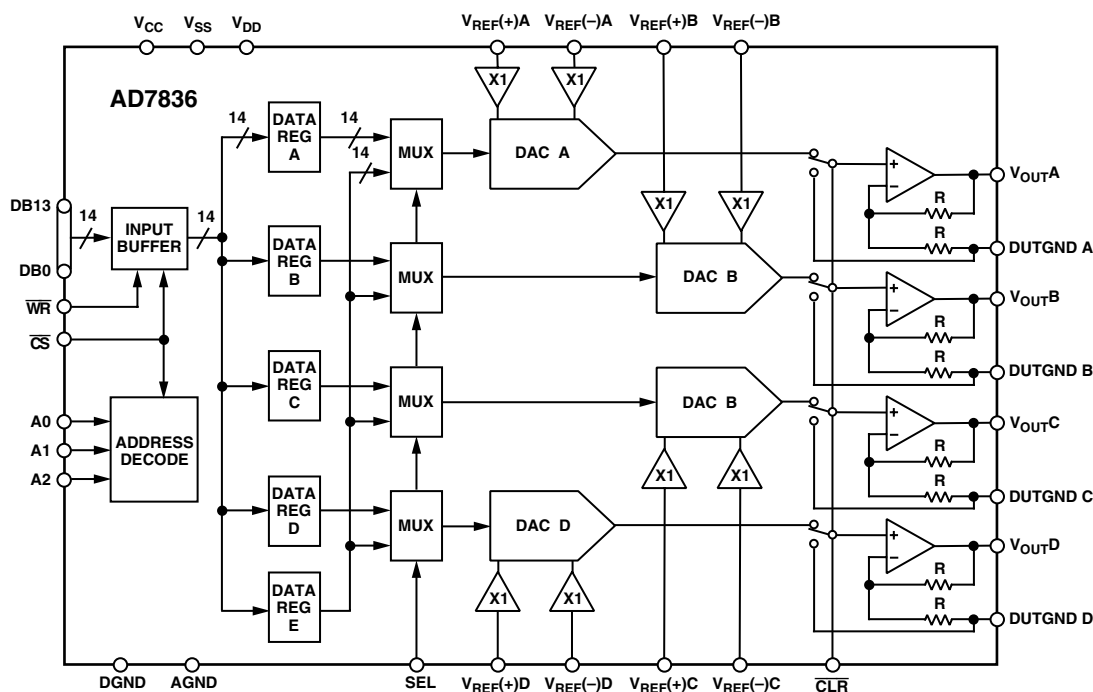 VCC VSS VDD VREF(+)A VREF(–)A VREF(+)B VREF(–)B
AD7836
X1 X1
14 DATA REG A 14
14
MUX
DAC A
VOUTA
R
R
DUTGND A
DB13
14
INPUT BUFFER
14
DB0
X1 X1
DATA REG B
MUX
DAC B
VOUTB
R
R
DUTGND B
WR
CS
DATA REG C
MUX
DAC B
VOUTC
R
R
DUTGND C
A0
A1
A2
ADDRESS DECODE
X1 X1
DATA REG D
MUX
DAC D
VOUTD
R
R
DUTGND D
DATA REG E
X1 X1
DGND AGND SEL VREF(+)D VREF(–)D VREF(+)C VREF(–)C CLR
+
–
+
–
+
–
+
–